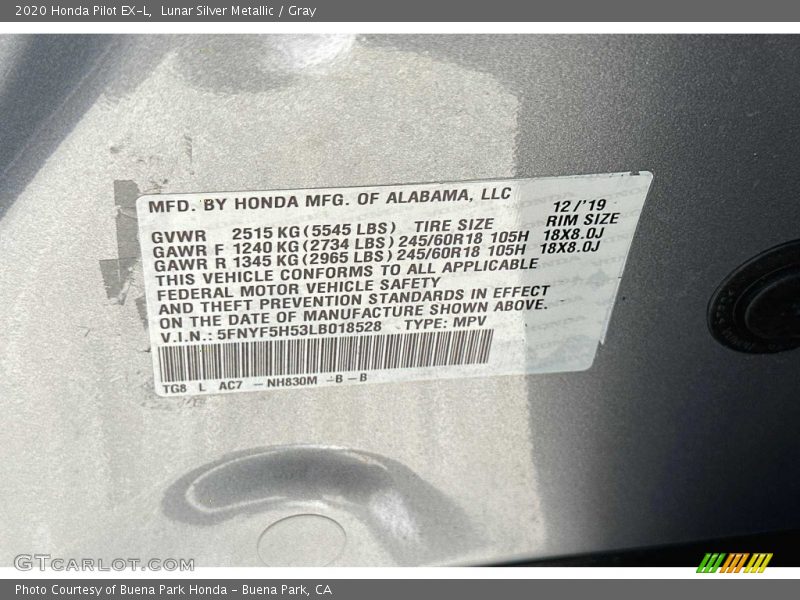 2020 Honda Pilot EX-L, Lunar Silver Metallic / Gray
MFD. BY HONDA MFG. OF ALABAMA, LLC 12/'19
GVWR 2515 KG (5545 LBS) TIRE SIZE RIM SIZE
GAWR F 1240 KG (2734 LBS) 245/60R18 105H 18X8.0J
GAWR R 1345 KG (2965 LBS) 245/60R18 105H 18X8.0J
THIS VEHICLE CONFORMS TO ALL APPLICABLE
FEDERAL MOTOR VEHICLE SAFETY
AND THEFT PREVENTION STANDARDS IN EFFECT
ON THE DATE OF MANUFACTURE SHOWN ABOVE.
V.I.N.: 5FNYF5H53LB018528 TYPE: MPV
TG8 L AC7 - NH830M - B - B
GTcarlot.com
Photo Courtesy of Buena Park Honda - Buena Park, CA